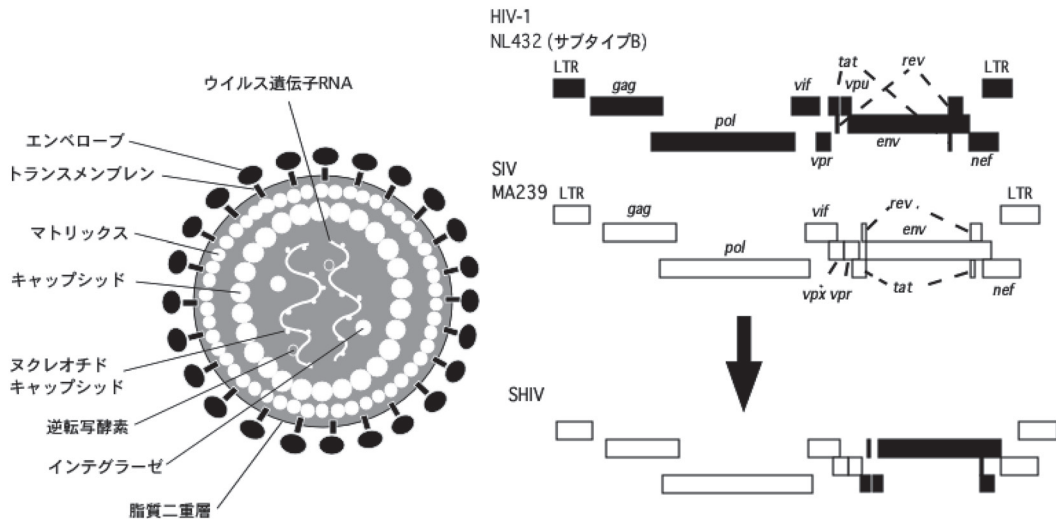 ウイルス遺伝子RNA
エンベロープ
トランスメンブレン
マトリックス
キャップシッド
ヌクレオチド
キャップシッド
逆転写酵素
インテグラーゼ
脂質二重層
HIV-1
NL432 (サブタイプB)
LTR
gag
pol
vif
vpr
tat
vpu
rev
env
LTR
nef
SIV
MA239
LTR
gag
pol
vif
vpx vpr
rev
env
tat
LTR
nef
SHIV